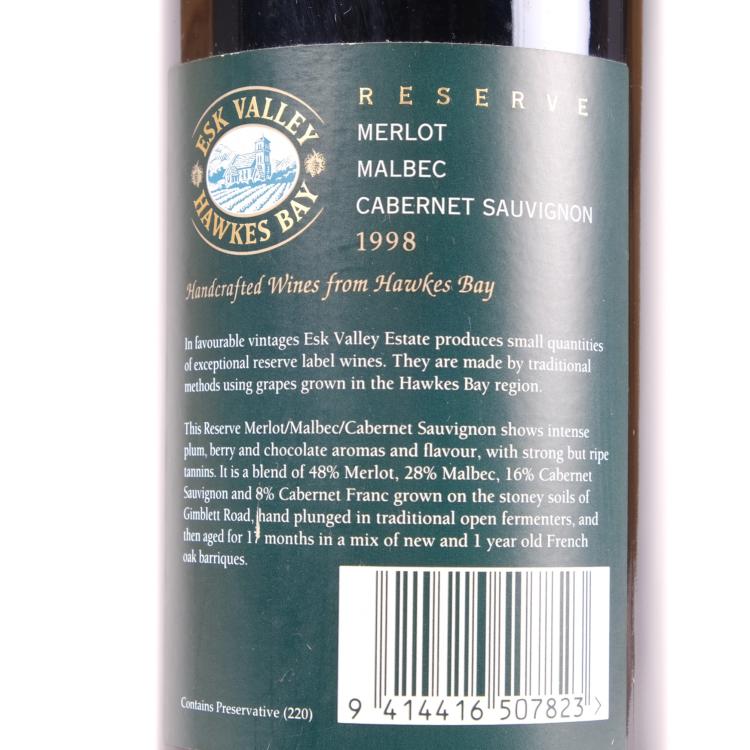 ESK VALLEY
HAWKES BAY
RESERVE
MERLOT
MALBEC
CABERNET SAUVIGNON
1998
Handcrafted Wines from Hawkes Bay
In favourable vintages Esk Valley Estate produces small quantities
of exceptional reserve label wines. They are made by traditional
methods using grapes grown in the Hawkes Bay region.
This Reserve Merlot/Malbec/Cabernet Sauvignon shows intense
plum, berry and chocolate aromas and flavour, with strong but ripe
tannins. It is a blend of 48% Merlot, 28% Malbec, 16% Cabernet
Sauvignon and 8% Cabernet Franc grown on the stoney soils of
Gimblett Road, hand plunged in traditional open fermenters, and
then aged for months in a mix of new and 1 year old French
oak barriques.
Contains Preservative (220)
9 414416 507823 >